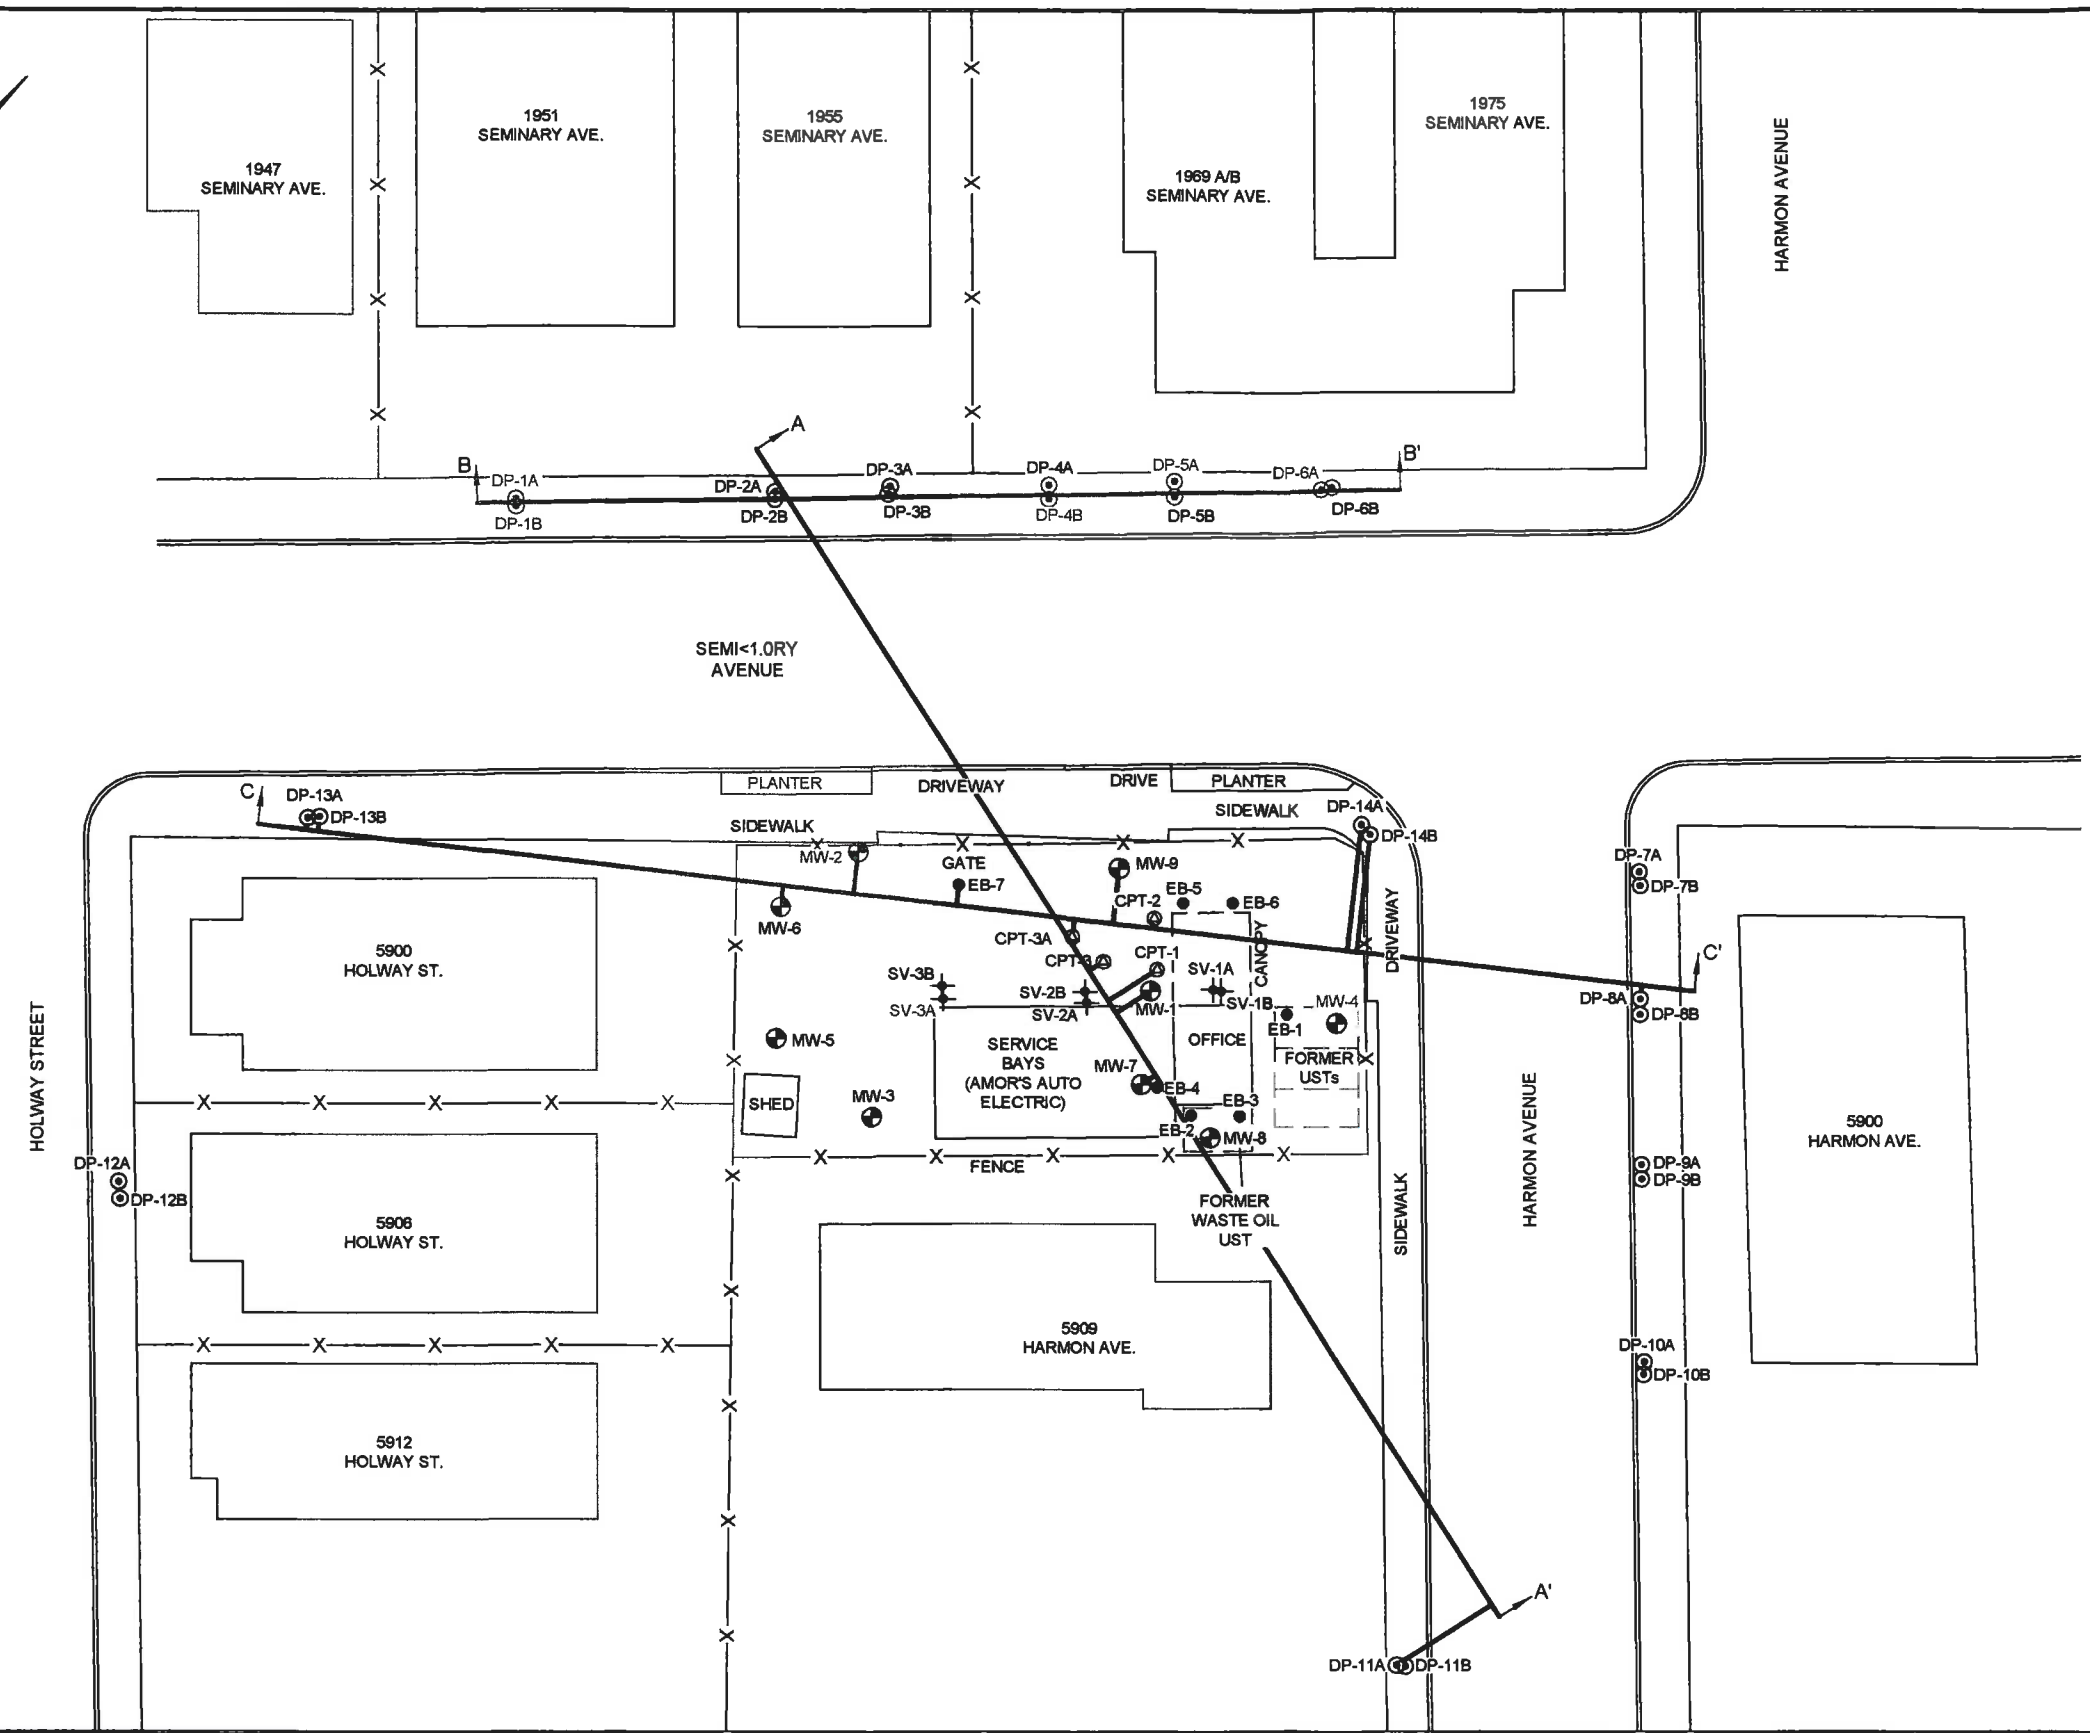 1947
SEMINARY AVE.
1951
SEMINARY AVE.
1955
SEMINARY AVE.
1969 A/B
SEMINARY AVE.
1975
SEMINARY AVE.
HARMON AVENUE
A
B
B'
DP-1A
DP-1B
DP-2A
DP-2B
DP-3A
DP-3B
DP-4A
DP-4B
DP-5A
DP-5B
DP-6A
DP-6B
SEMI<1.0RY
AVENUE
PLANTER
DRIVEWAY
DRIVE
PLANTER
C
DP-13A
DP-13B
SIDEWALK
SIDEWALK
DP-14A
DP-14B
MW-2
GATE
MW-9
EB-7
EB-5
EB-6
CPT-2
MW-6
CPT-3A
CPT-3
CPT-1
CANOPY
DRIVEWAY
DP-7A
DP-7B
C'
SV-3B
SV-3A
SV-2B
SV-2A
SV-1A
SV-1B
MW-1
MW-4
EB-1
DP-8A
DP-8B
5900
HOLWAY ST.
HOLWAY STREET
MW-5
SERVICE
BAYS
(AMOR'S AUTO
ELECTRIC)
OFFICE
FORMER
USTs
MW-7
EB-4
EB-3
EB-2
MW-8
SHED
MW-3
FENCE
HARMON AVENUE
5900
HARMON AVE.
DP-12A
DP-12B
5906
HOLWAY ST.
FORMER
WASTE OIL
UST
SIDEWALK
DP-9A
DP-9B
5909
HARMON AVE.
DP-10A
DP-10B
5912
HOLWAY ST.
A'
DP-11A
DP-11B